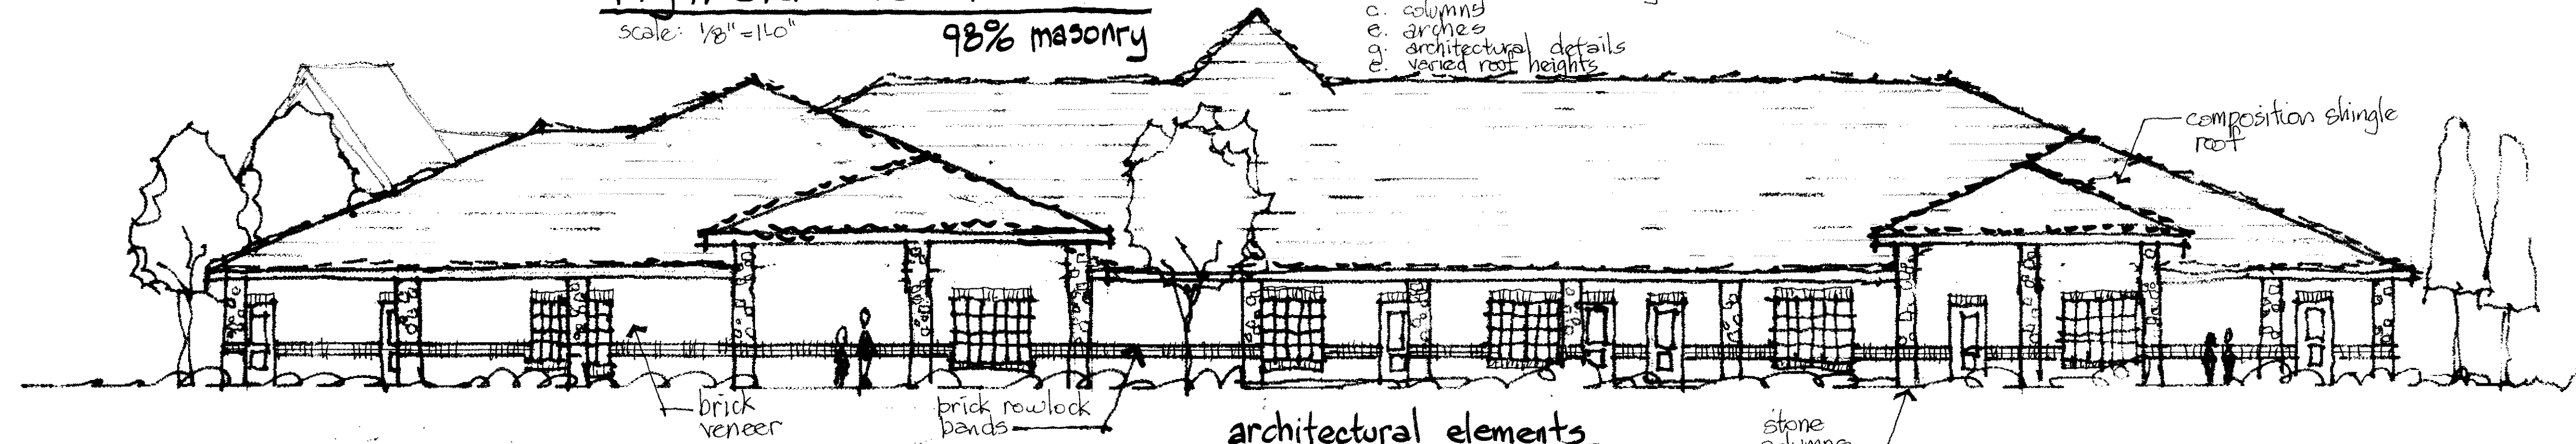 scale: 1/8" = 1'-0"
98% masonry
c. columns
e. arches
g. architectural details
e. varied roof heights
composition shingle
roof
brick
veneer
brick rowlock
bands
architectural elements
stone
columns